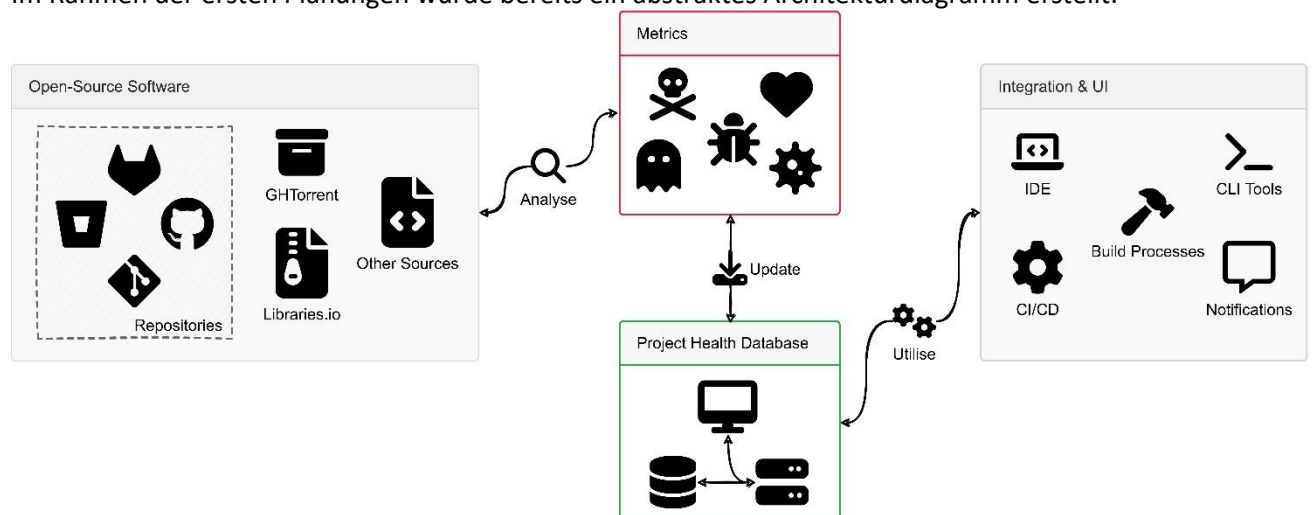 Im Rahmen der ersten Planungen wurde bereits ein abstraktes Architekturdiagramm erstellt:
Metrics
Open-Source Software
GHTorrent
Other Sources
Libraries.io
Repositories
Analyse
Update
Project Health Database
Utilise
Integration & UI
IDE
CLI Tools
Build Processes
CI/CD
Notifications